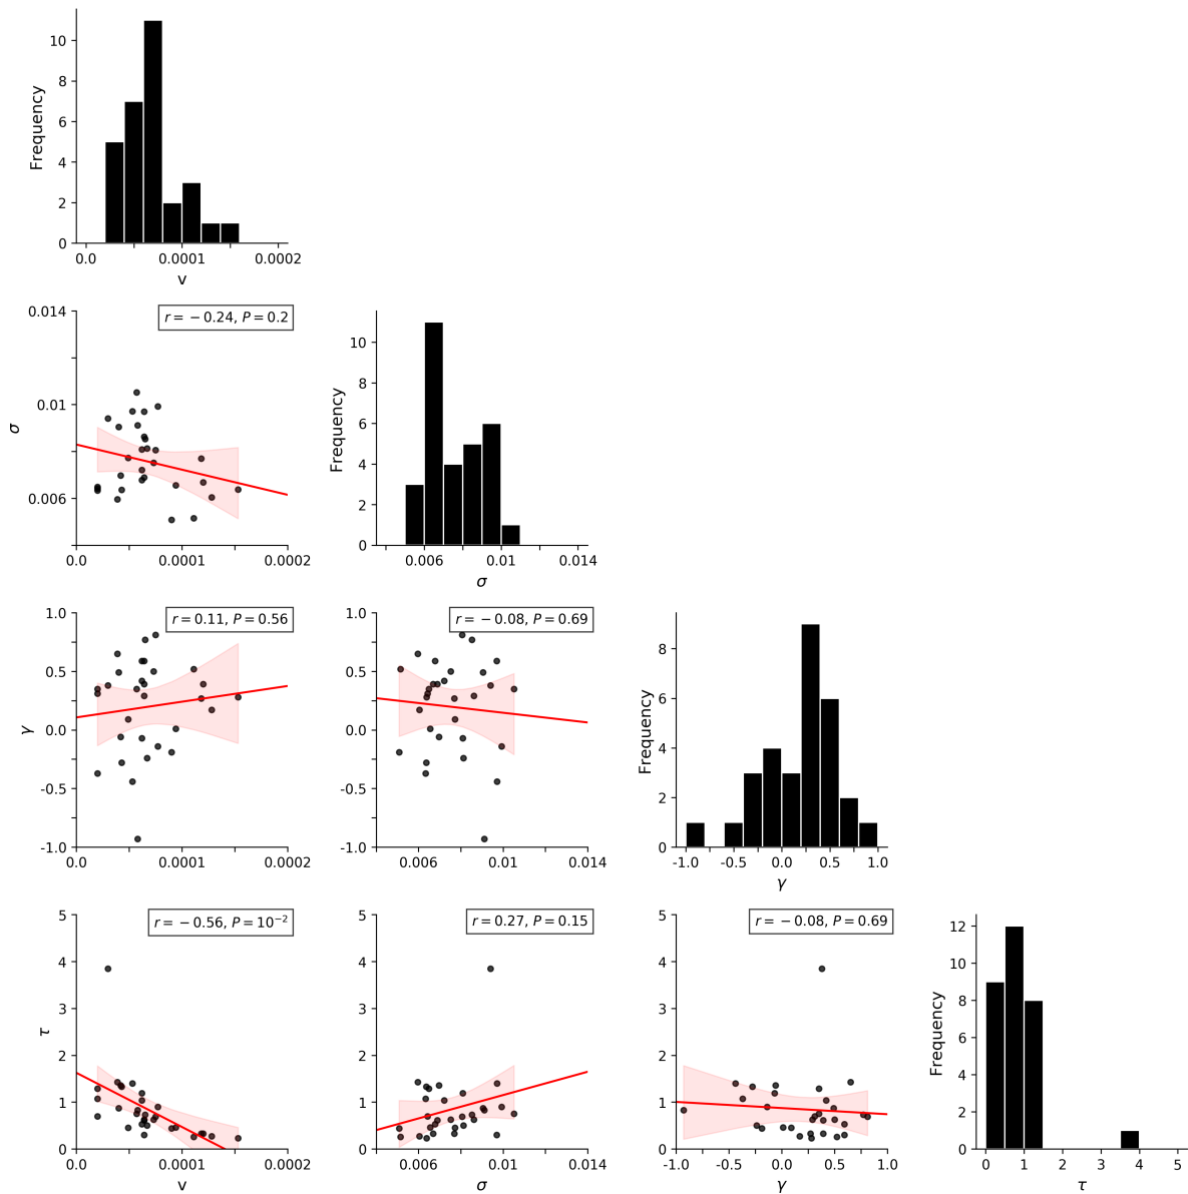 10
8
6
4
2
0
Frequency
0.0 0.0001 0.0002
v
r = −0.24, P = 0.2
0.014
0.01
0.006
σ
0.0 0.0001 0.0002
10
8
6
4
2
0
Frequency
0.006 0.01 0.014
σ
r = 0.11, P = 0.56
1.0
0.5
0.0
-0.5
-1.0
γ
0.0 0.0001 0.0002
r = −0.08, P = 0.69
1.0
0.5
0.0
-0.5
-1.0
0.006 0.01 0.014
8
6
4
2
0
Frequency
-1.0 -0.5 0.0 0.5 1.0
γ
r = −0.56, P = 10⁻²
5
4
3
2
1
0
τ
0.0 0.0001 0.0002
v
r = 0.27, P = 0.15
5
4
3
2
1
0
0.006 0.01 0.014
σ
r = −0.08, P = 0.69
5
4
3
2
1
0
-1.0 -0.5 0.0 0.5 1.0
γ
12
10
8
6
4
2
0
Frequency
0 1 2 3 4 5
τ